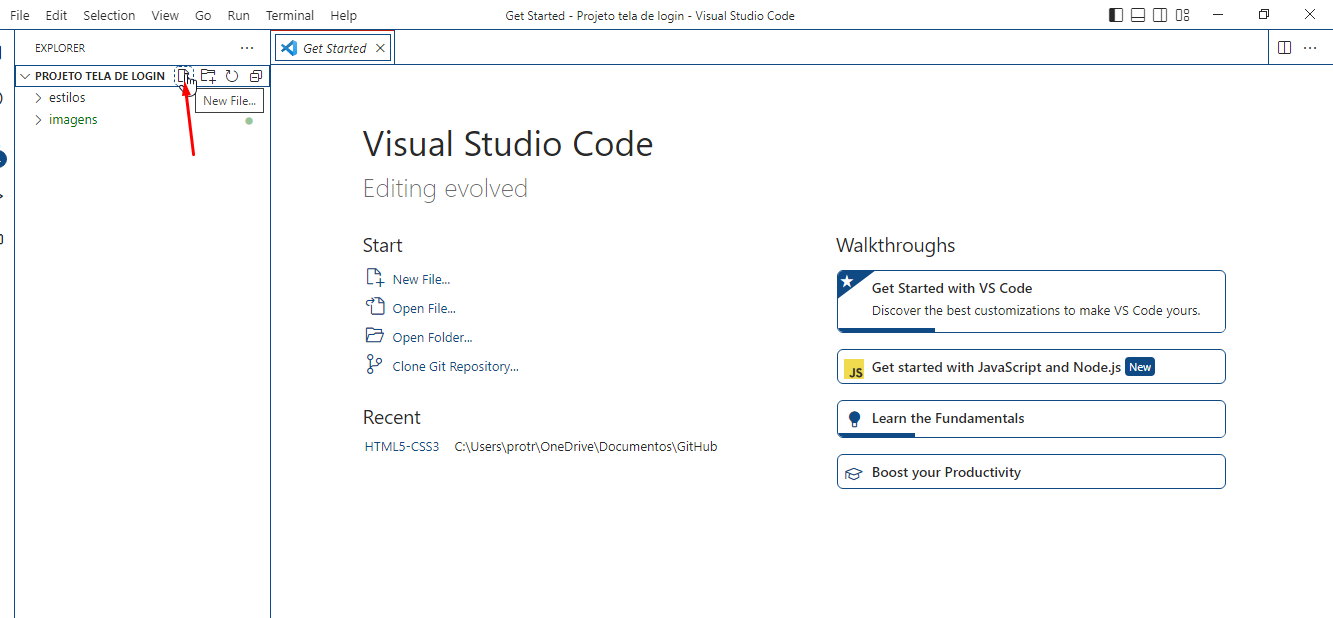 File Edit Selection View Go Run Terminal Help
Get Started - Projeto tela de login - Visual Studio Code
EXPLORER
PROJETO TELA DE LOGIN
New File...
estilos
imagens
Get Started
Visual Studio Code
Editing evolved
Start
New File...
Open File...
Open Folder...
Clone Git Repository...
Recent
HTML5-CSS3 C:\Users\protr\OneDrive\Documentos\GitHub
Walkthroughs
Get Started with VS Code
Discover the best customizations to make VS Code yours.
JS Get started with JavaScript and Node.js New
Learn the Fundamentals
Boost your Productivity